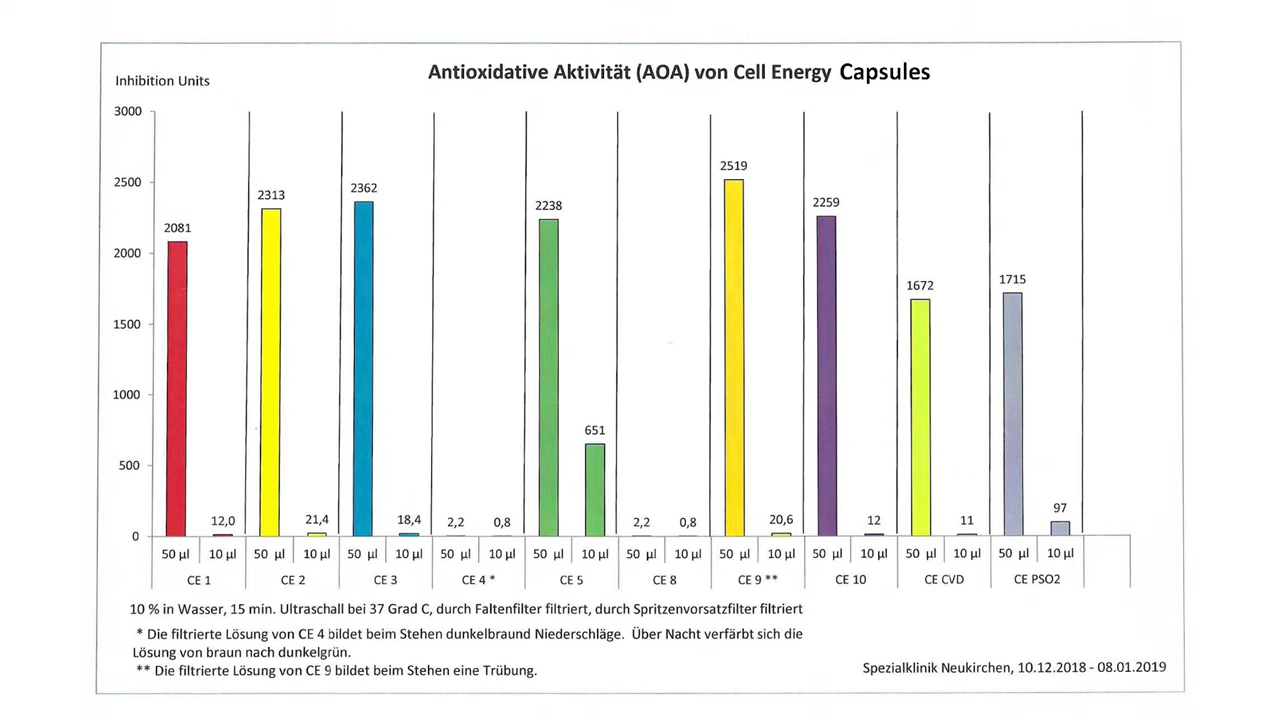 Antioxidative Aktivität (AOA) von Cell Energy Capsules
Inhibition Units
3000
2500
2000
1500
1000
500
0
2081 12,0 2313 21,4 2362 18,4 2,2 0,8 2238 651 2,2 0,8 2519 20,6 2259 12 1672 11 1715 97
50 µl 10 µl 50 µl 10 µl 50 µl 10 µl 50 µl 10 µl 50 µl 10 µl 50 µl 10 µl 50 µl 10 µl 50 µl 10 µl 50 µl 10 µl 50 µl 10 µl
CE 1 CE 2 CE 3 CE 4 * CE 5 CE 8 CE 9 ** CE 10 CE CVD CE PSO2
10 % in Wasser, 15 min. Ultraschall bei 37 Grad C, durch Faltenfilter filtriert, durch Spritzenvorsatzfilter filtriert
* Die filtrierte Lösung von CE 4 bildet beim Stehen dunkelbraund Niederschläge. Über Nacht verfärbt sich die
Lösung von braun nach dunkelgrün.
** Die filtrierte Lösung von CE 9 bildet beim Stehen eine Trübung.
Spezialklinik Neukirchen, 10.12.2018 - 08.01.2019